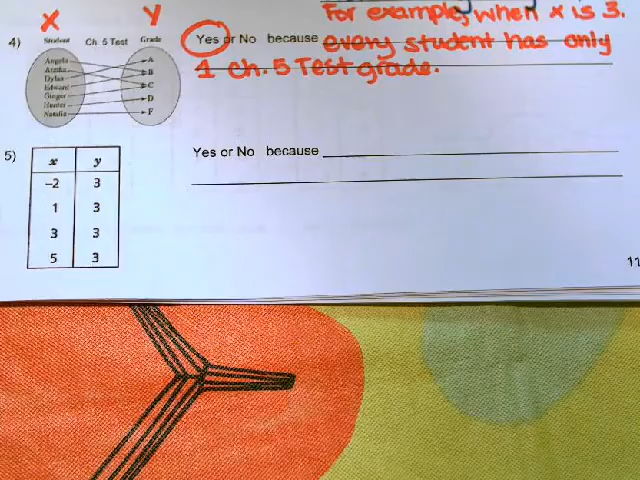 For example, when x is 3.
X Y
4) Student Ch. 5 Test Grade Yes or No because every student has only
1 Ch. 5 Test grade.
Angela A
Dylan B
Edward C
Ginger D
Hunter
Natalia F
5) x y Yes or No because
-2 3
1 3
3 3
5 3
11